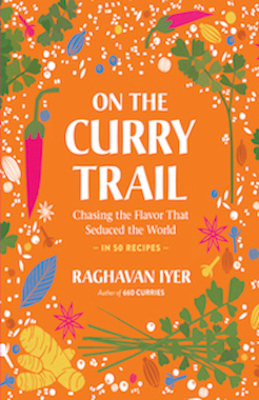 ON THE
CURRY
TRAIL
Chasing the Flavor That
Seduced the World
– IN 50 RECIPES –
RAGHAVAN IYER
Author of 660 CURRIES